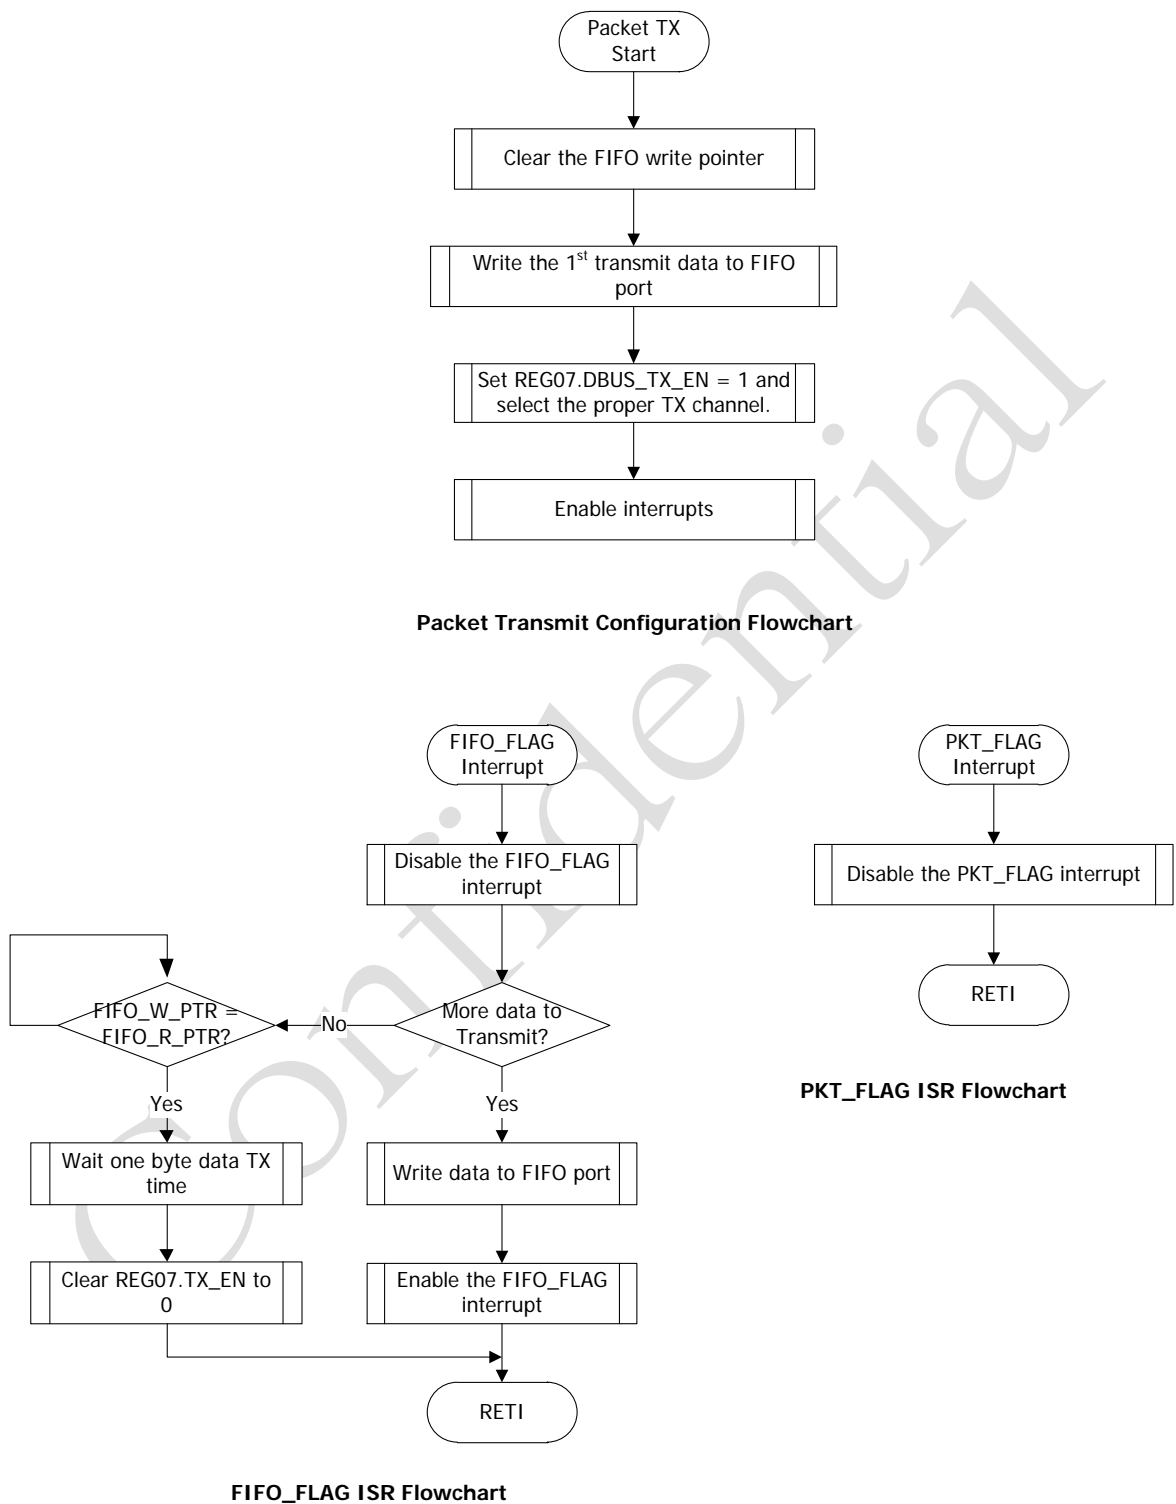 Packet TX
Start
Clear the FIFO write pointer
Write the 1st transmit data to FIFO
port
Set REG07.DBUS_TX_EN = 1 and
select the proper TX channel.
Enable interrupts
Packet Transmit Configuration Flowchart
FIFO_FLAG
Interrupt
Disable the FIFO_FLAG
interrupt
More data to
Transmit?
No
FIFO_W_PTR =
FIFO_R_PTR?
Yes
Wait one byte data TX
time
Clear REG07.TX_EN to
0
Yes
Write data to FIFO port
Enable the FIFO_FLAG
interrupt
RETI
FIFO_FLAG ISR Flowchart
PKT_FLAG
Interrupt
Disable the PKT_FLAG interrupt
RETI
PKT_FLAG ISR Flowchart
Confidential